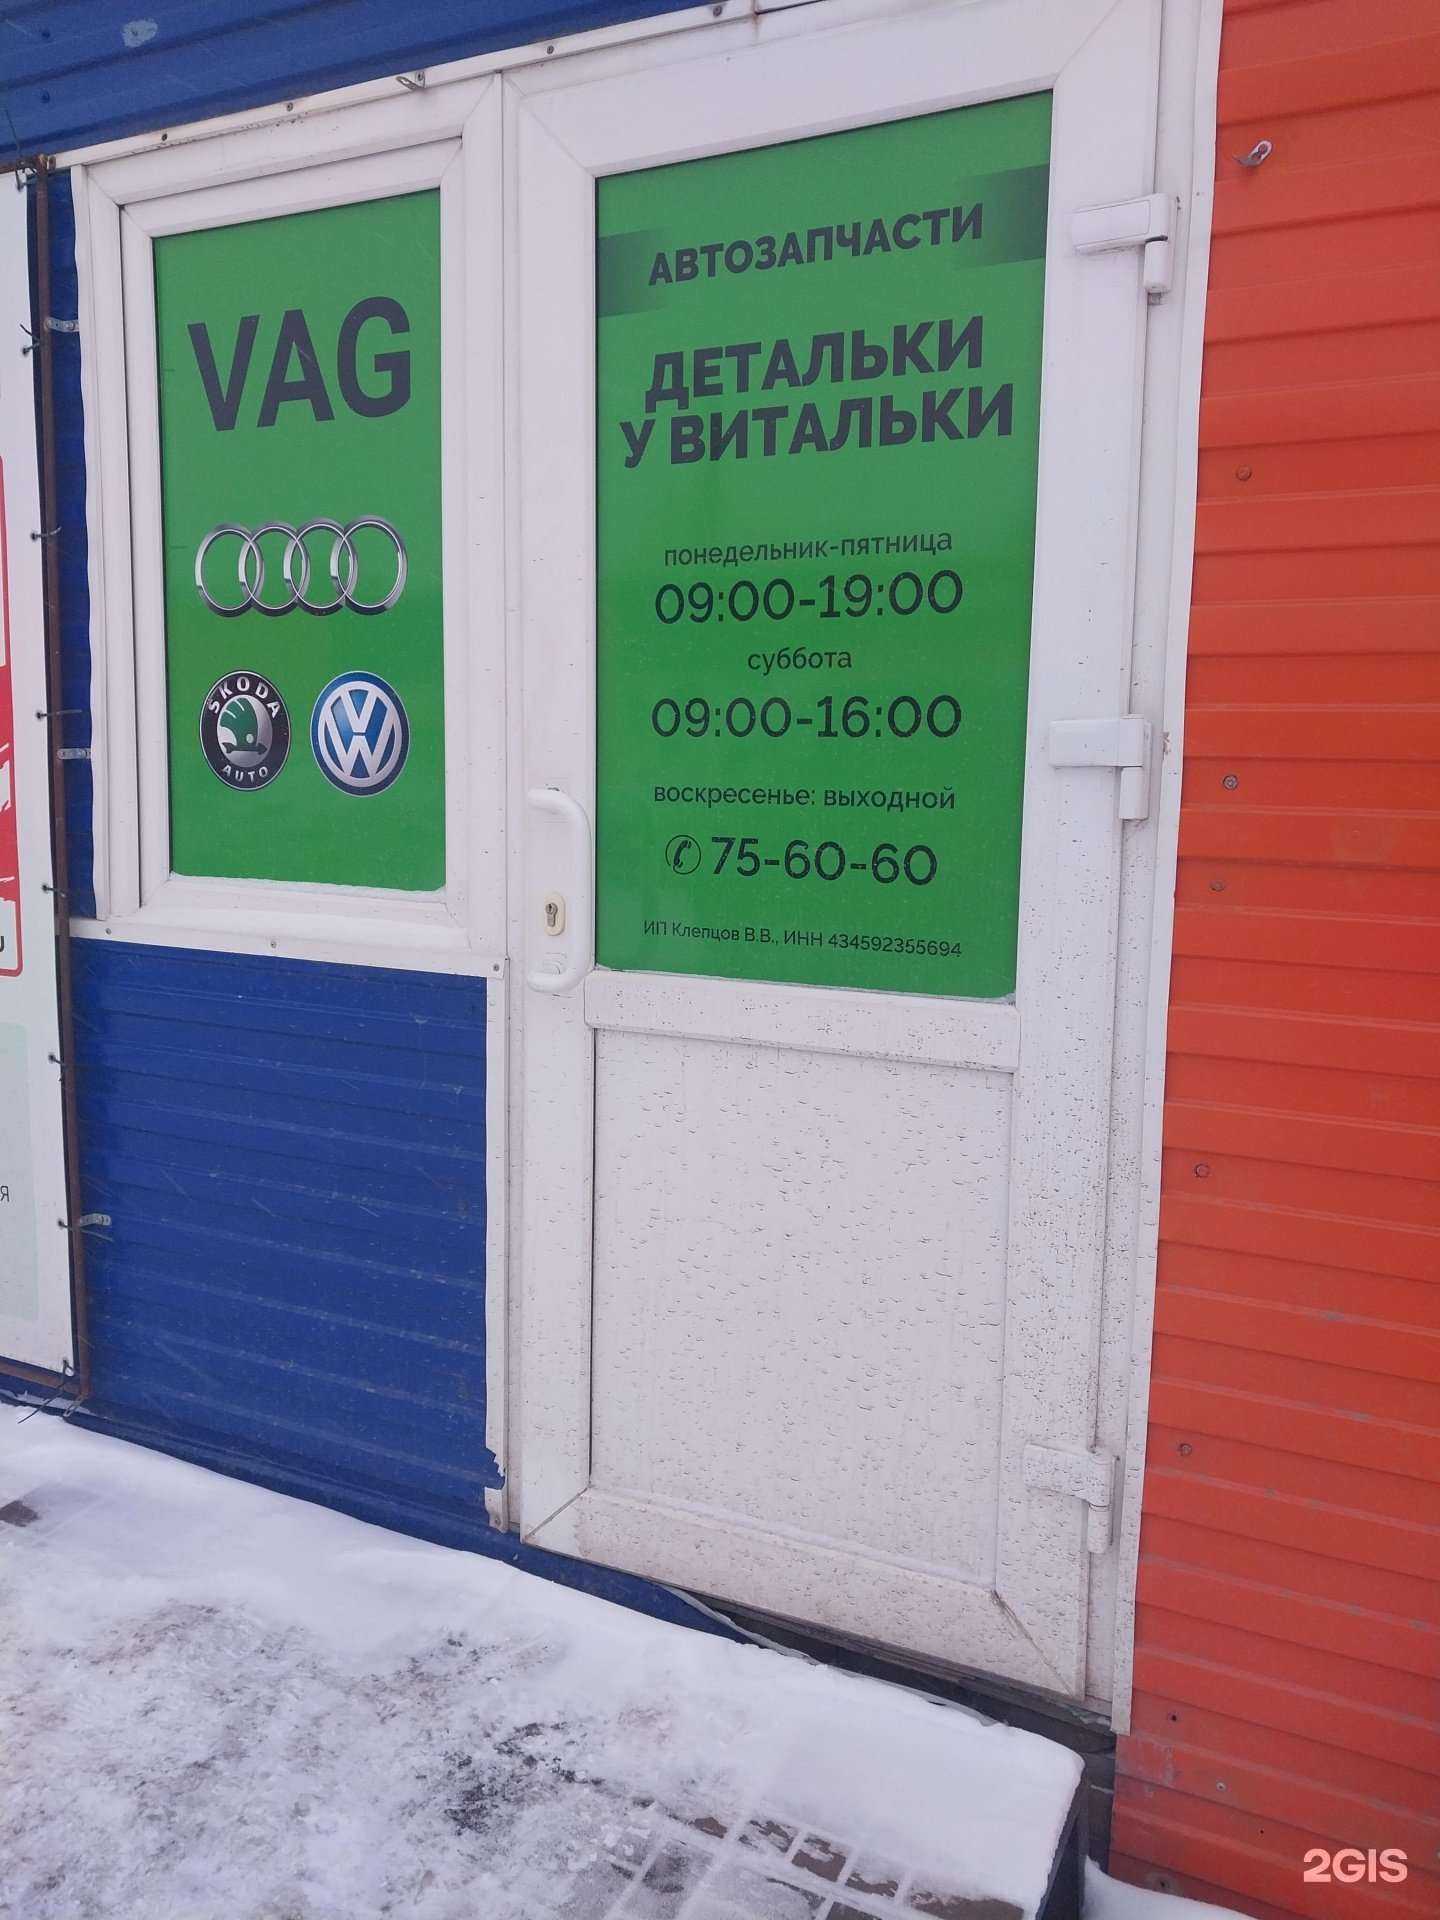 VAG
ŠKODA
AUTO
АВТОЗАПЧАСТИ
ДЕТАЛЬКИ
У ВИТАЛЬКИ
понедельник-пятница
09:00-19:00
суббота
09:00-16:00
воскресенье: выходной
75-60-60
ИП Клепцов В.В., ИНН 434592355694
Я
2GIS